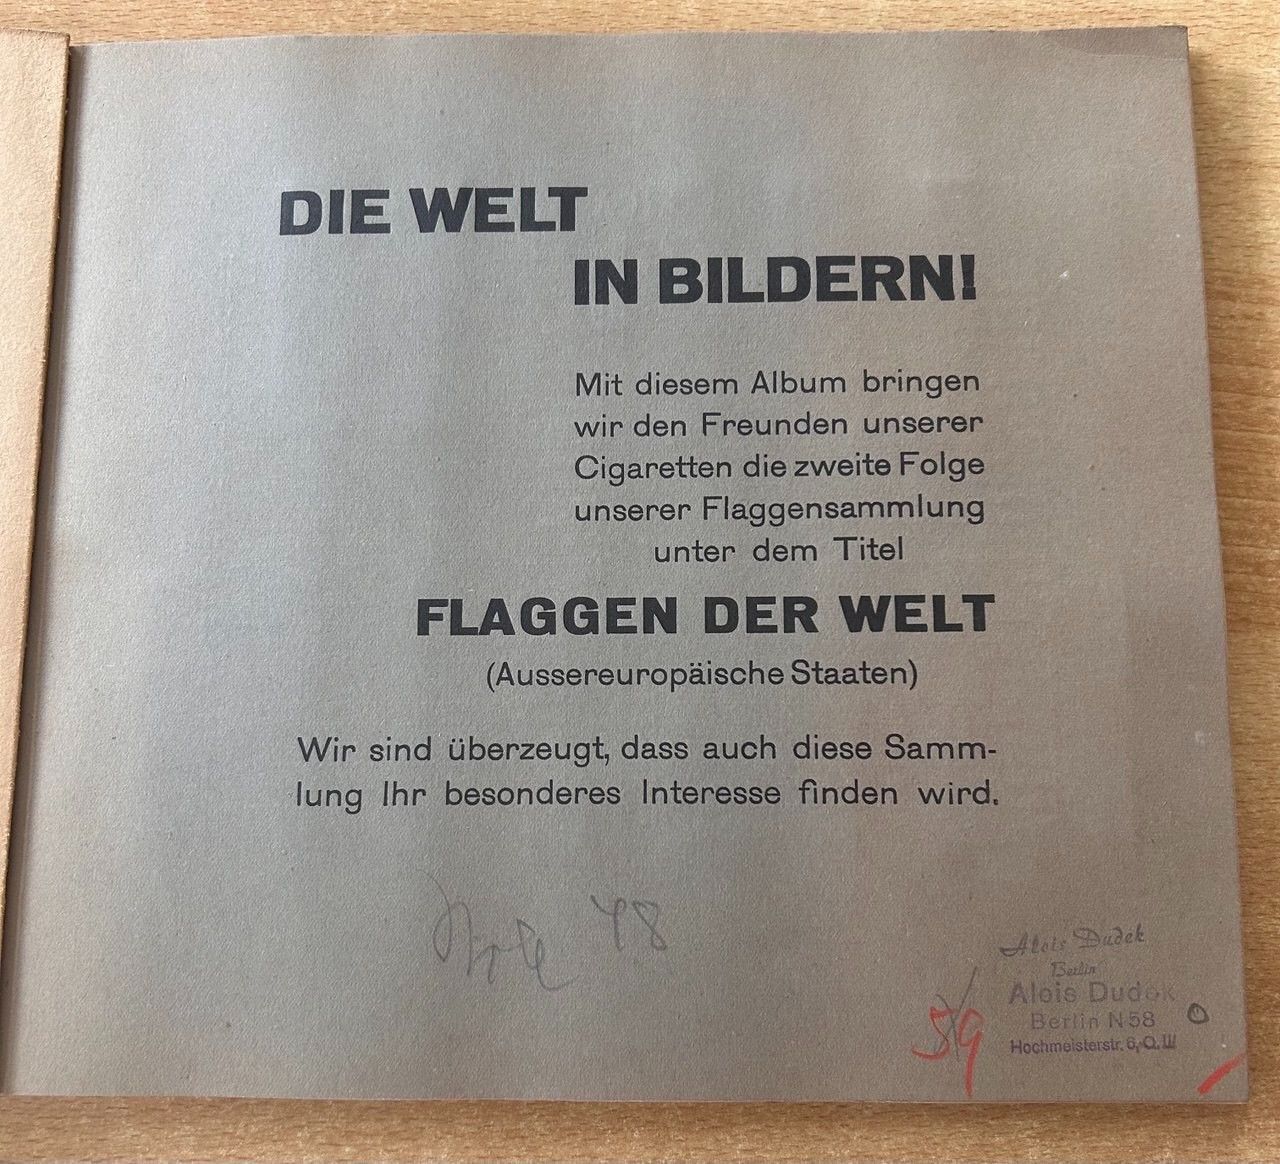 DIE WELT
IN BILDERN!
Mit diesem Album bringen
wir den Freunden unserer
Cigaretten die zweite Folge
unserer Flaggensammlung
unter dem Titel
FLAGGEN DER WELT
(Aussereuropäische Staaten)
Wir sind überzeugt, dass auch diese Samm-
lung Ihr besonderes Interesse finden wird.
48
Alois Dudek
Berlin
Alois Dudek
Berlin N 58
Hochmeisterstr. 6, Q. III
59